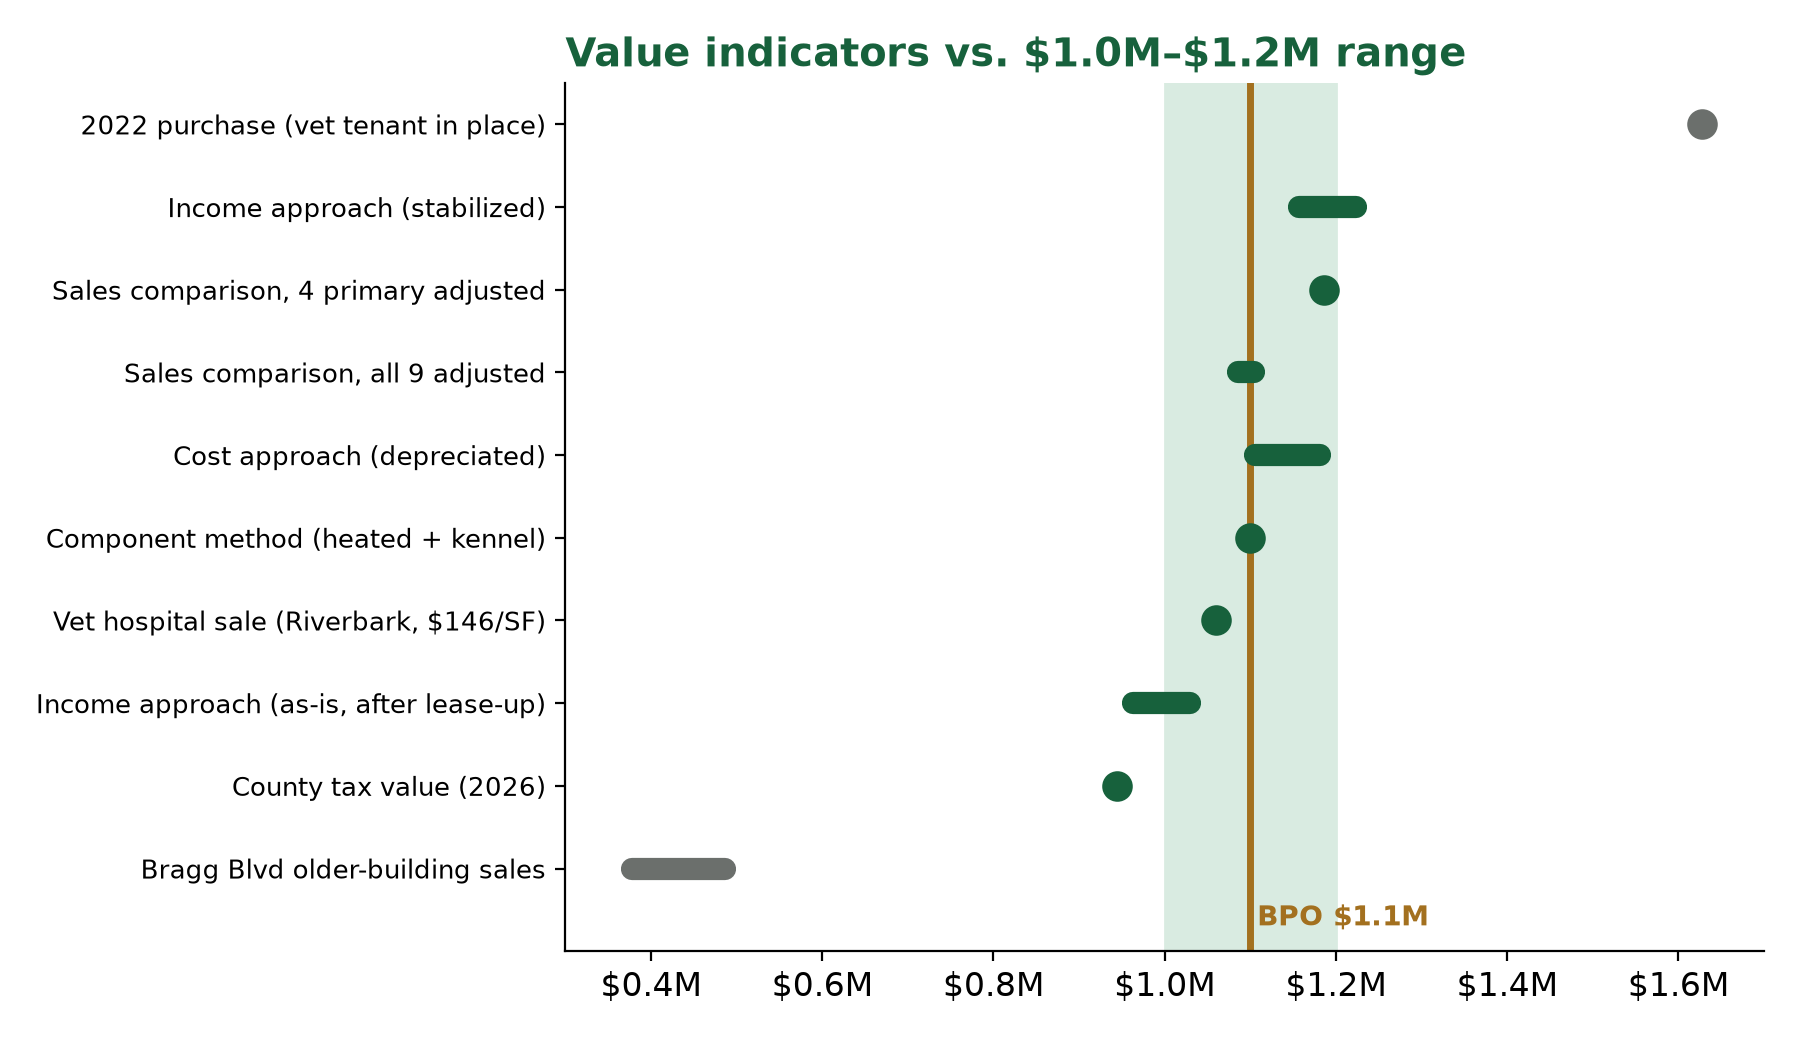 Value indicators vs. $1.0M–$1.2M range
2022 purchase (vet tenant in place)
Income approach (stabilized)
Sales comparison, 4 primary adjusted
Sales comparison, all 9 adjusted
Cost approach (depreciated)
Component method (heated + kennel)
Vet hospital sale (Riverbark, $146/SF)
Income approach (as-is, after lease-up)
County tax value (2026)
Bragg Blvd older-building sales
BPO $1.1M
$0.4M $0.6M $0.8M $1.0M $1.2M $1.4M $1.6M